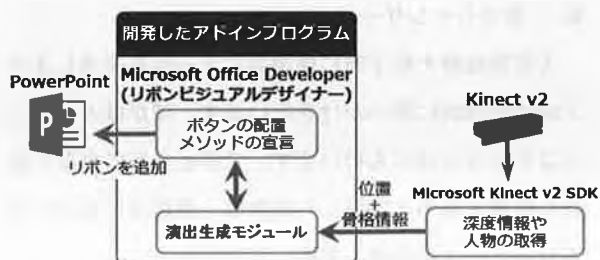 開発したアドインプログラム
PowerPoint
Microsoft Office Developer
(リボンビジュアルデザイナー)
P
ボタンの配置
メソッドの宣言
リボンを追加
Kinect v2
位置
+
骨格情報
Microsoft Kinect v2 SDK
演出生成モジュール
深度情報や
人物の取得